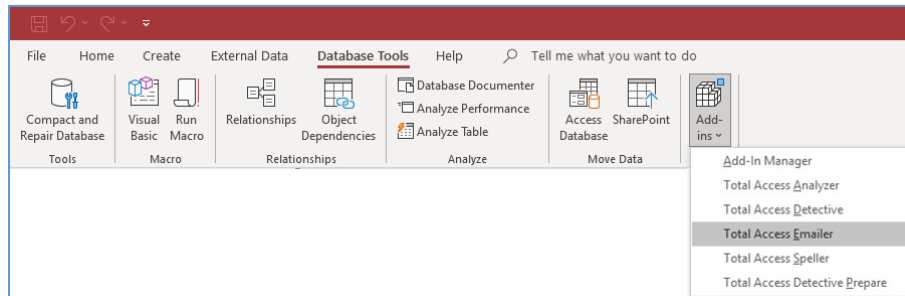 File Home Create External Data Database Tools Help Tell me what you want to do
Compact and
Repair Database
Visual
Basic
Run
Macro
Relationships
Object
Dependencies
Database Documenter
Analyze Performance
Analyze Table
Access
Database
SharePoint
Add-
ins
Tools Macro Relationships Analyze Move Data
Add-In Manager
Total Access Analyzer
Total Access Detective
Total Access Emailer
Total Access Speller
Total Access Detective Prepare